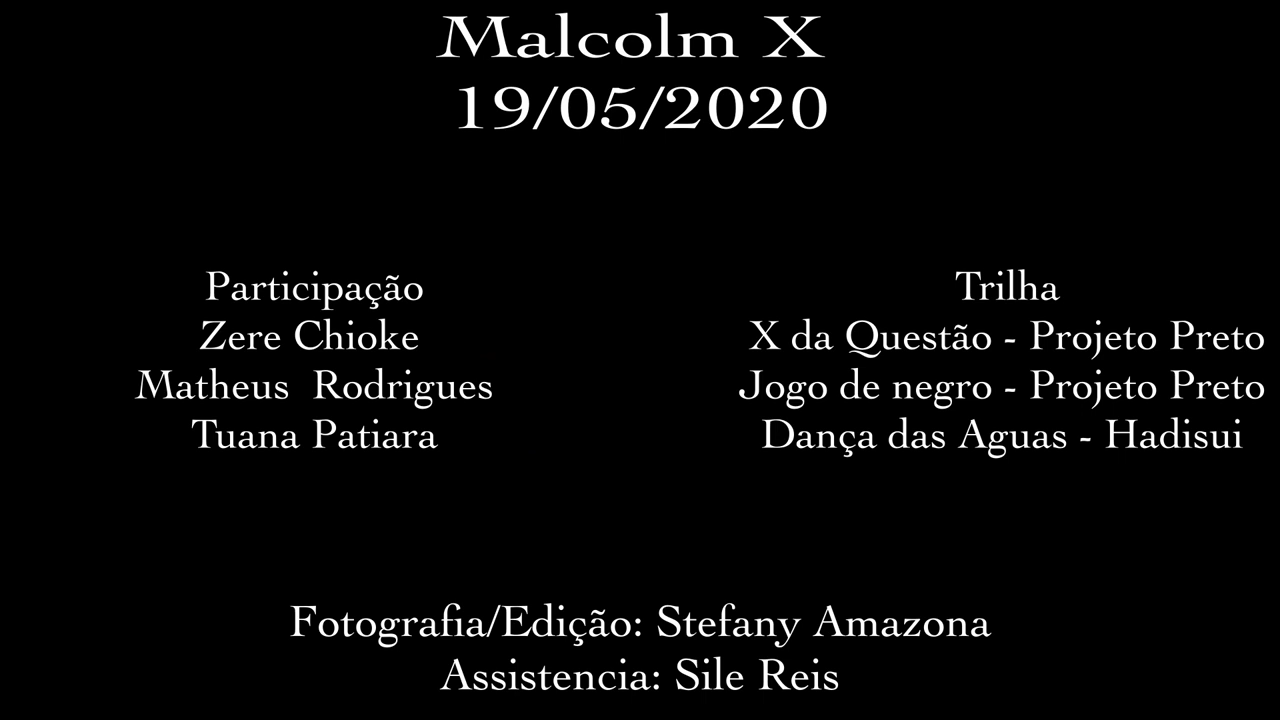 Malcolm X
19/05/2020
Participação
Zere Chioke
Matheus  Rodrigues
Tuana Patiara
Trilha
X da Questão - Projeto Preto
Jogo de negro - Projeto Preto
Dança das Aguas - Hadisui
Fotografia/Edição: Stefany Amazona
Assistencia: Sile Reis